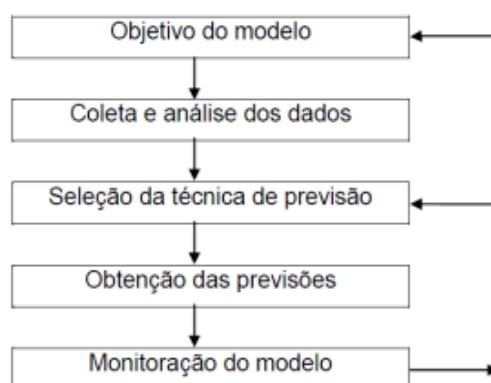 Objetivo do modelo
Coleta e análise dos dados
Seleção da técnica de previsão
Obtenção das previsões
Monitoração do modelo